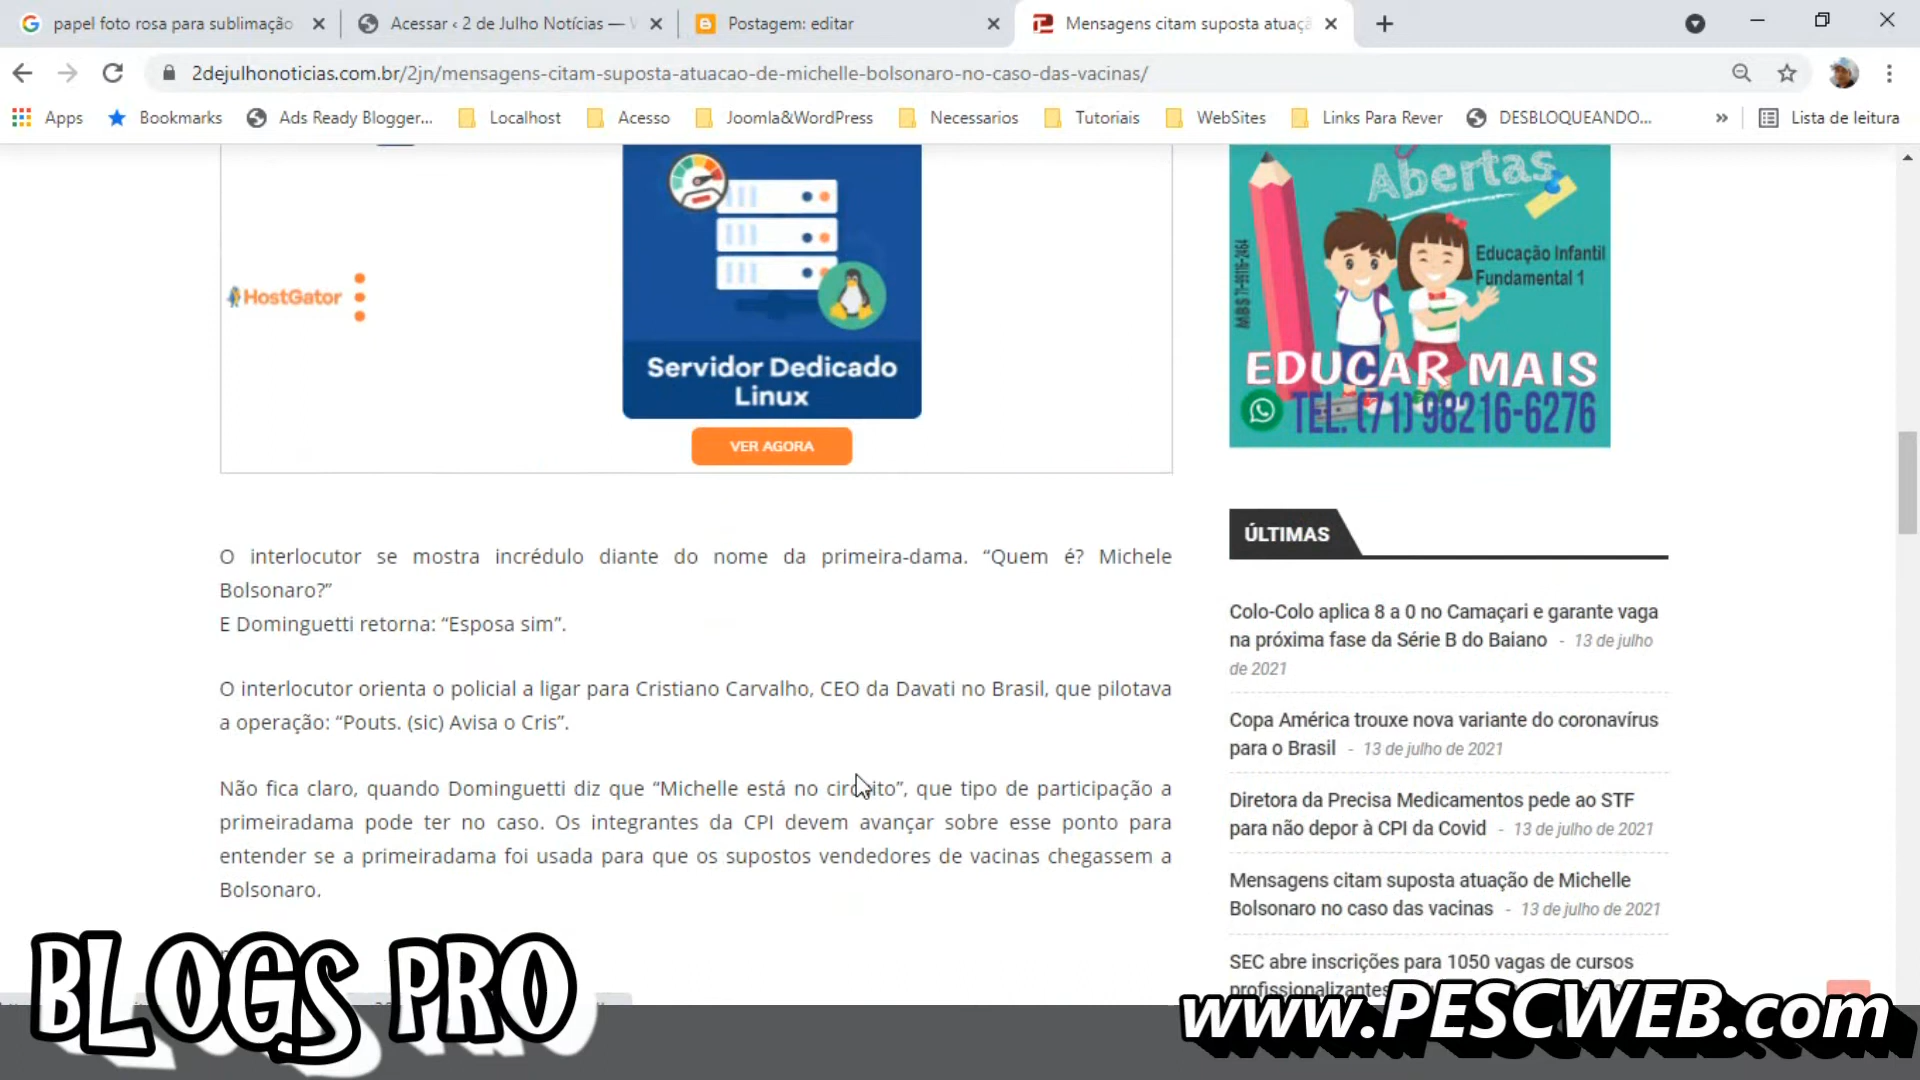 papel foto rosa para sublimação
Acessar ‹ 2 de Julho Notícias —
Postagem: editar
Mensagens citam suposta atuaç
2dejulhonoticias.com.br/2jn/mensagens-citam-suposta-atuacao-de-michelle-bolsonaro-no-caso-das-vacinas/
Apps
Bookmarks
Ads Ready Blogger...
Localhost
Acesso
Joomla&WordPress
Necessarios
Tutoriais
WebSites
Links Para Rever
DESBLOQUEANDO...
»
Lista de leitura
HostGator
Servidor Dedicado
Linux
VER AGORA
Abertas
Educação Infantil
Fundamental 1
MBS 71-99116-2464
EDUCAR MAIS
TEL. (71) 98216-6276
O interlocutor se mostra incrédulo diante do nome da primeira-dama. “Quem é? Michele
Bolsonaro?”
E Dominguetti retorna: “Esposa sim”.
O interlocutor orienta o policial a ligar para Cristiano Carvalho, CEO da Davati no Brasil, que pilotava
a operação: “Pouts. (sic) Avisa o Cris”.
Não fica claro, quando Dominguetti diz que “Michelle está no circuito”, que tipo de participação a
primeiradama pode ter no caso. Os integrantes da CPI devem avançar sobre esse ponto para
entender se a primeiradama foi usada para que os supostos vendedores de vacinas chegassem a
Bolsonaro.
ÚLTIMAS
Colo-Colo aplica 8 a 0 no Camaçari e garante vaga
na próxima fase da Série B do Baiano - 13 de julho
de 2021
Copa América trouxe nova variante do coronavírus
para o Brasil - 13 de julho de 2021
Diretora da Precisa Medicamentos pede ao STF
para não depor à CPI da Covid - 13 de julho de 2021
Mensagens citam suposta atuação de Michelle
Bolsonaro no caso das vacinas - 13 de julho de 2021
SEC abre inscrições para 1050 vagas de cursos
profissionalizantes
BLOGS PRO
www.PESCWEB.com